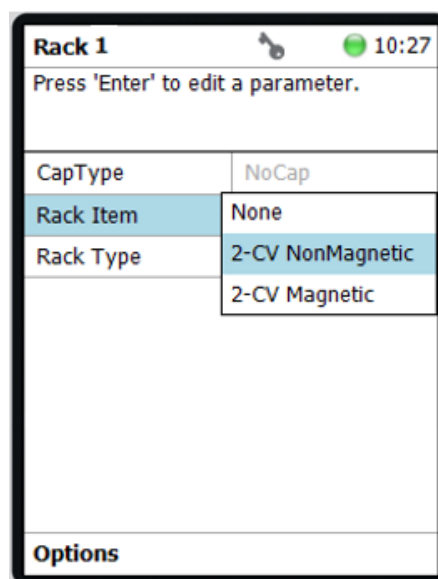 Rack 1 10:27
Press 'Enter' to edit a parameter.
CapType NoCap
Rack Item None
2-CV NonMagnetic
Rack Type
2-CV Magnetic
Options